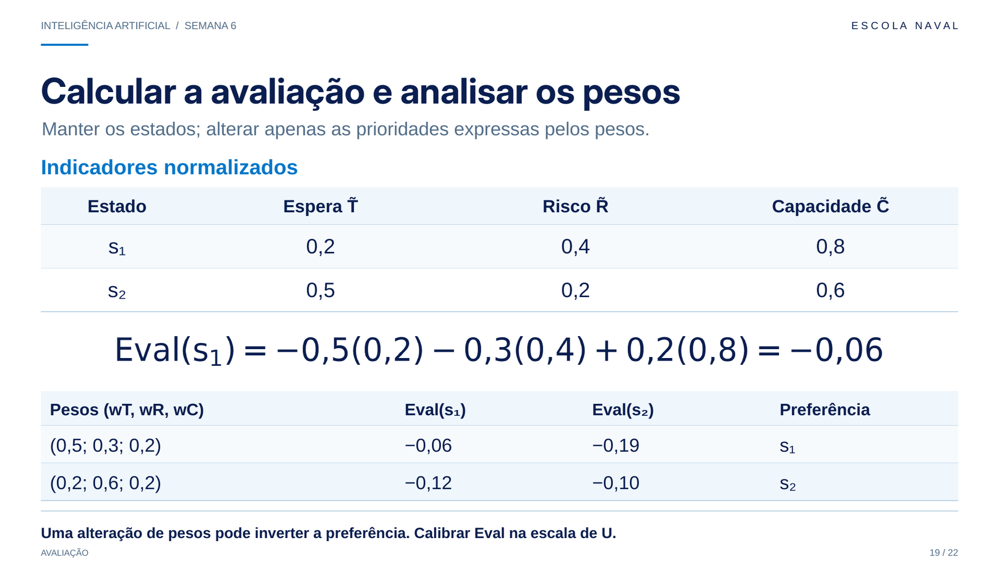 INTELIGÊNCIA ARTIFICIAL / SEMANA 6
ESCOLA NAVAL
Calcular a avaliação e analisar os pesos
Manter os estados; alterar apenas as prioridades expressas pelos pesos.
Indicadores normalizados
Estado Espera T̃ Risco R̃ Capacidade C̃
s₁ 0,2 0,4 0,8
s₂ 0,5 0,2 0,6
Eval(s₁) = −0,5(0,2) − 0,3(0,4) + 0,2(0,8) = −0,06
Pesos (wT, wR, wC) Eval(s₁) Eval(s₂) Preferência
(0,5; 0,3; 0,2) −0,06 −0,19 s₁
(0,2; 0,6; 0,2) −0,12 −0,10 s₂
Uma alteração de pesos pode inverter a preferência. Calibrar Eval na escala de U.
AVALIAÇÃO
19 / 22